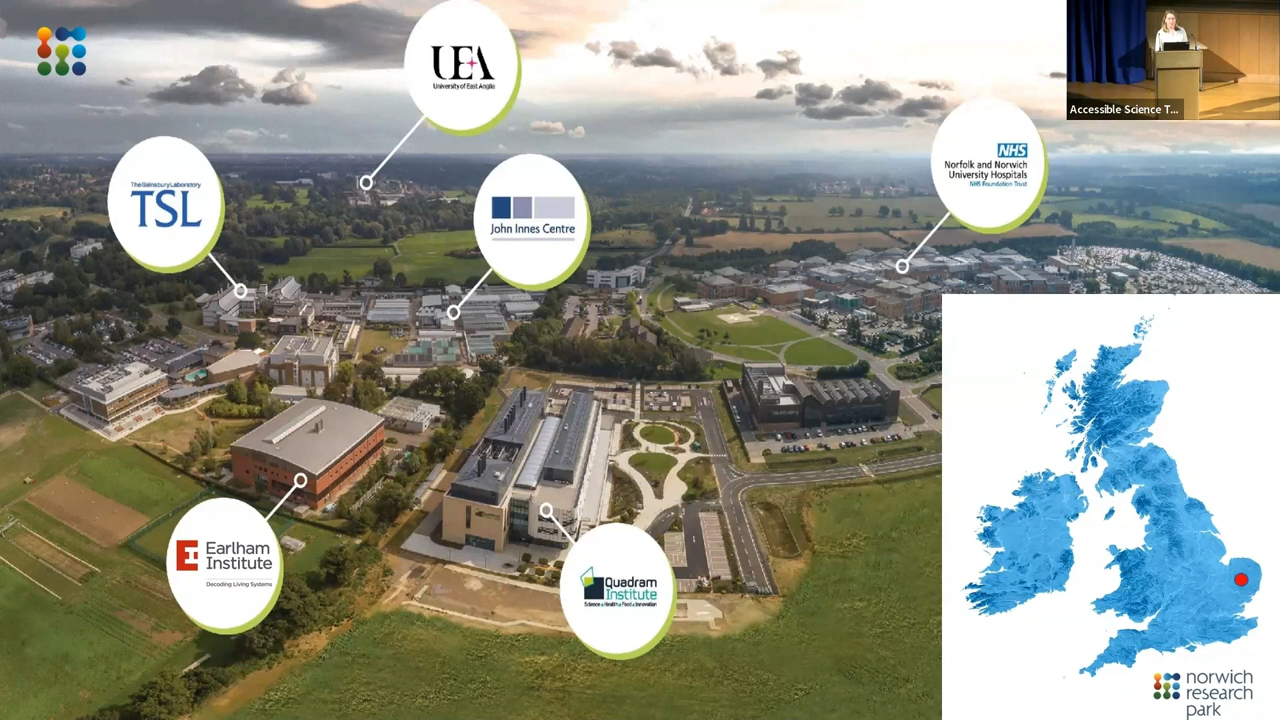 UEA
University of East Anglia
Accessible Science T...
The Sainsbury Laboratory
TSL
John Innes Centre
NHS
Norfolk and Norwich
University Hospitals
NHS Foundation Trust
Earlham
Institute
Decoding Living Systems
Quadram
Institute
Science Health Food Innovation
norwich
research
park